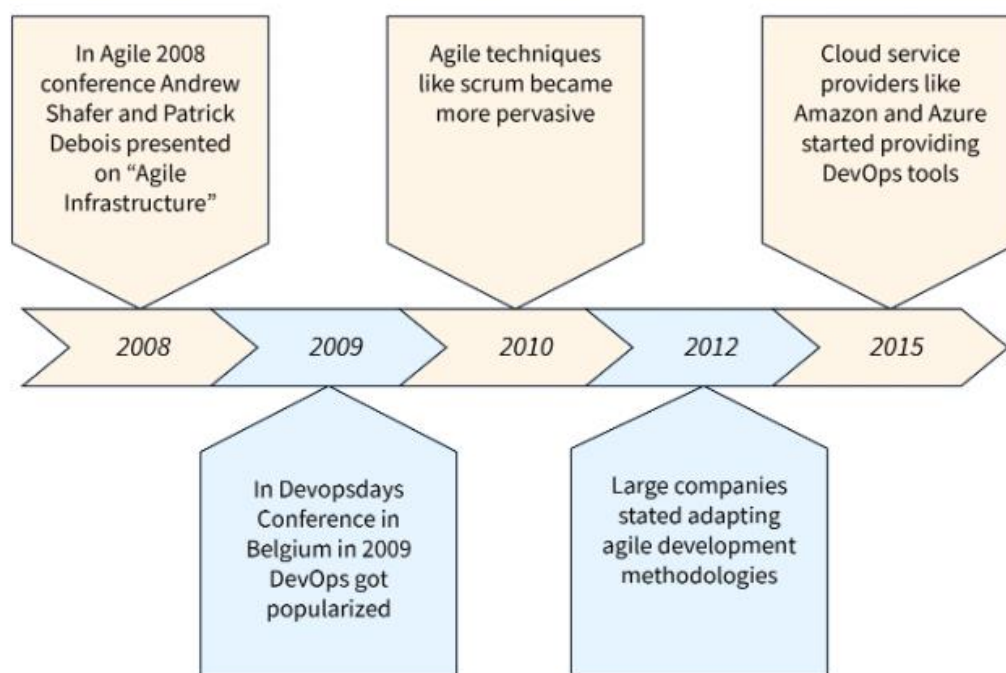 In Agile 2008
conference Andrew
Shafer and Patrick
Debois presented
on “Agile
Infrastructure”
Agile techniques
like scrum became
more pervasive
Cloud service
providers like
Amazon and Azure
started providing
DevOps tools
2008
2009
2010
2012
2015
In Devopsdays
Conference in
Belgium in 2009
DevOps got
popularized
Large companies
stated adapting
agile development
methodologies